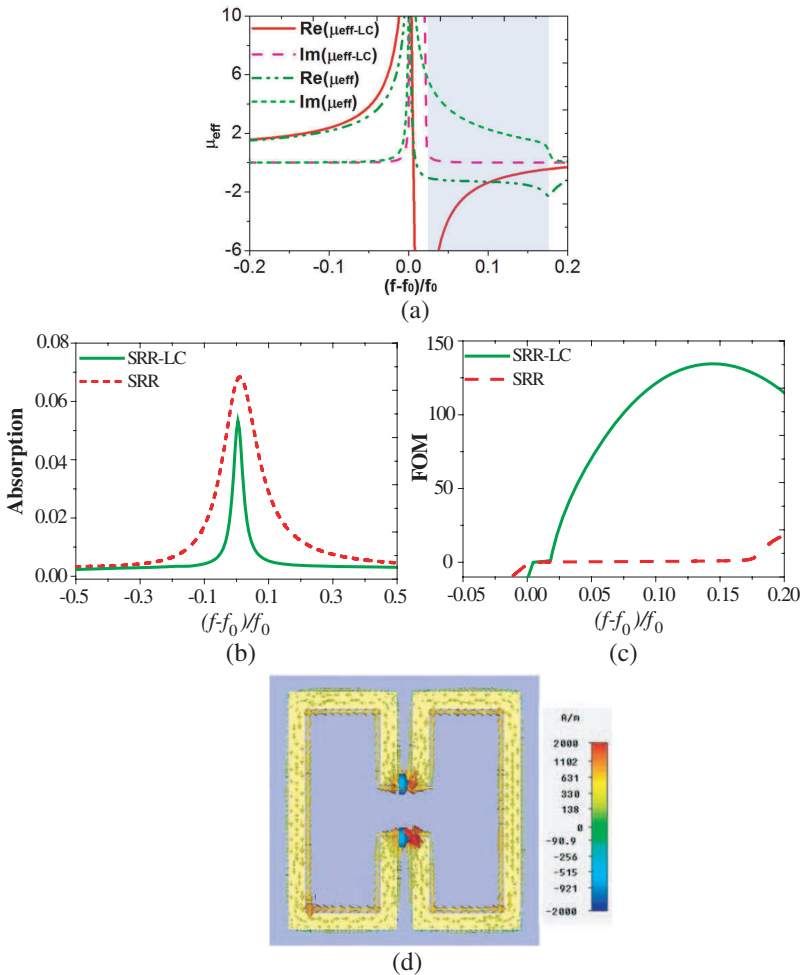 10
6
2
-2
-6
μeff
Re(μeff-LC)
Im(μeff-LC)
Re(μeff)
Im(μeff)
-0.2 -0.1 0.0 0.1 0.2
(f-f0)/f0
(a)
0.08
0.06
0.04
0.02
0.00
Absorption
SRR-LC
SRR
-0.5 -0.3 -0.1 0.1 0.3 0.5
(f-f0)/f0
(b)
150
100
50
0
FOM
SRR-LC
SRR
-0.05 0.00 0.05 0.10 0.15 0.20
(f-f0)/f0
(c)
A/m
2000
1102
631
330
138
0
-90.9
-256
-515
-921
-2000
(d)